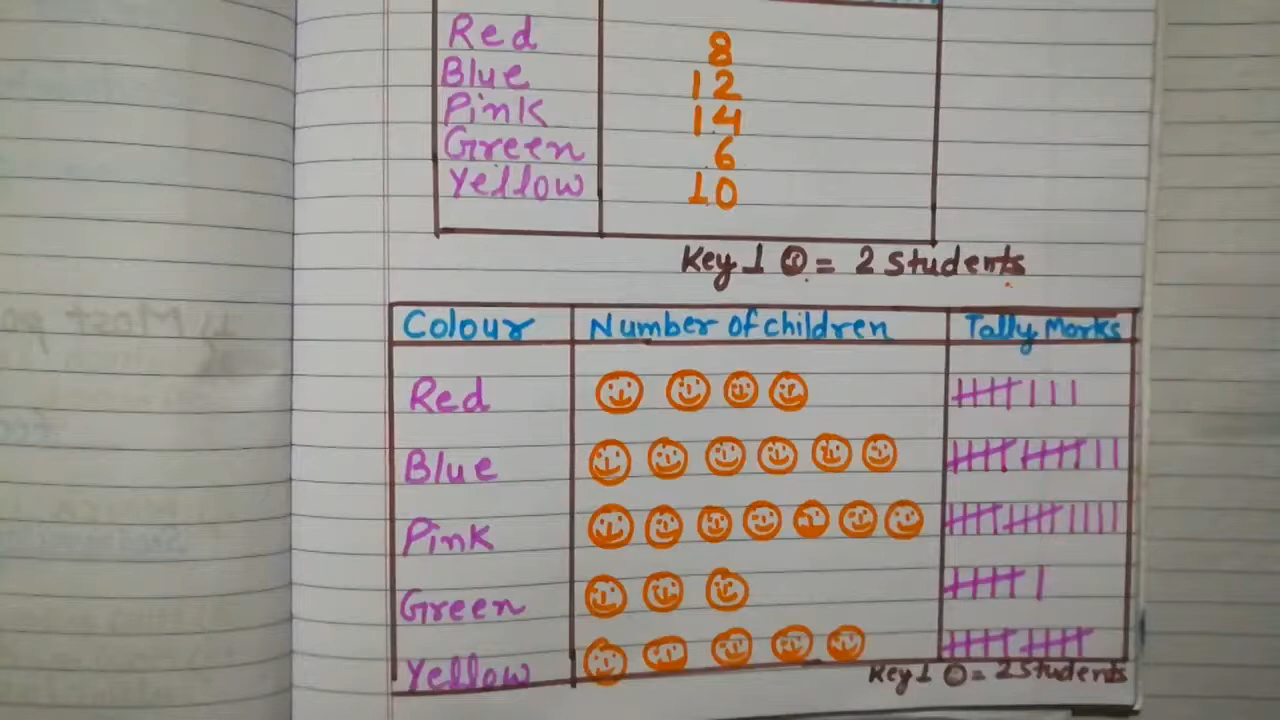 Red 8
Blue 12
Pink 14
Green 6
Yellow 10
Key 1 = 2 Students
Colour Number of children Tally Marks
Red
Blue
Pink
Green
Yellow
Key 1 = 2 Students